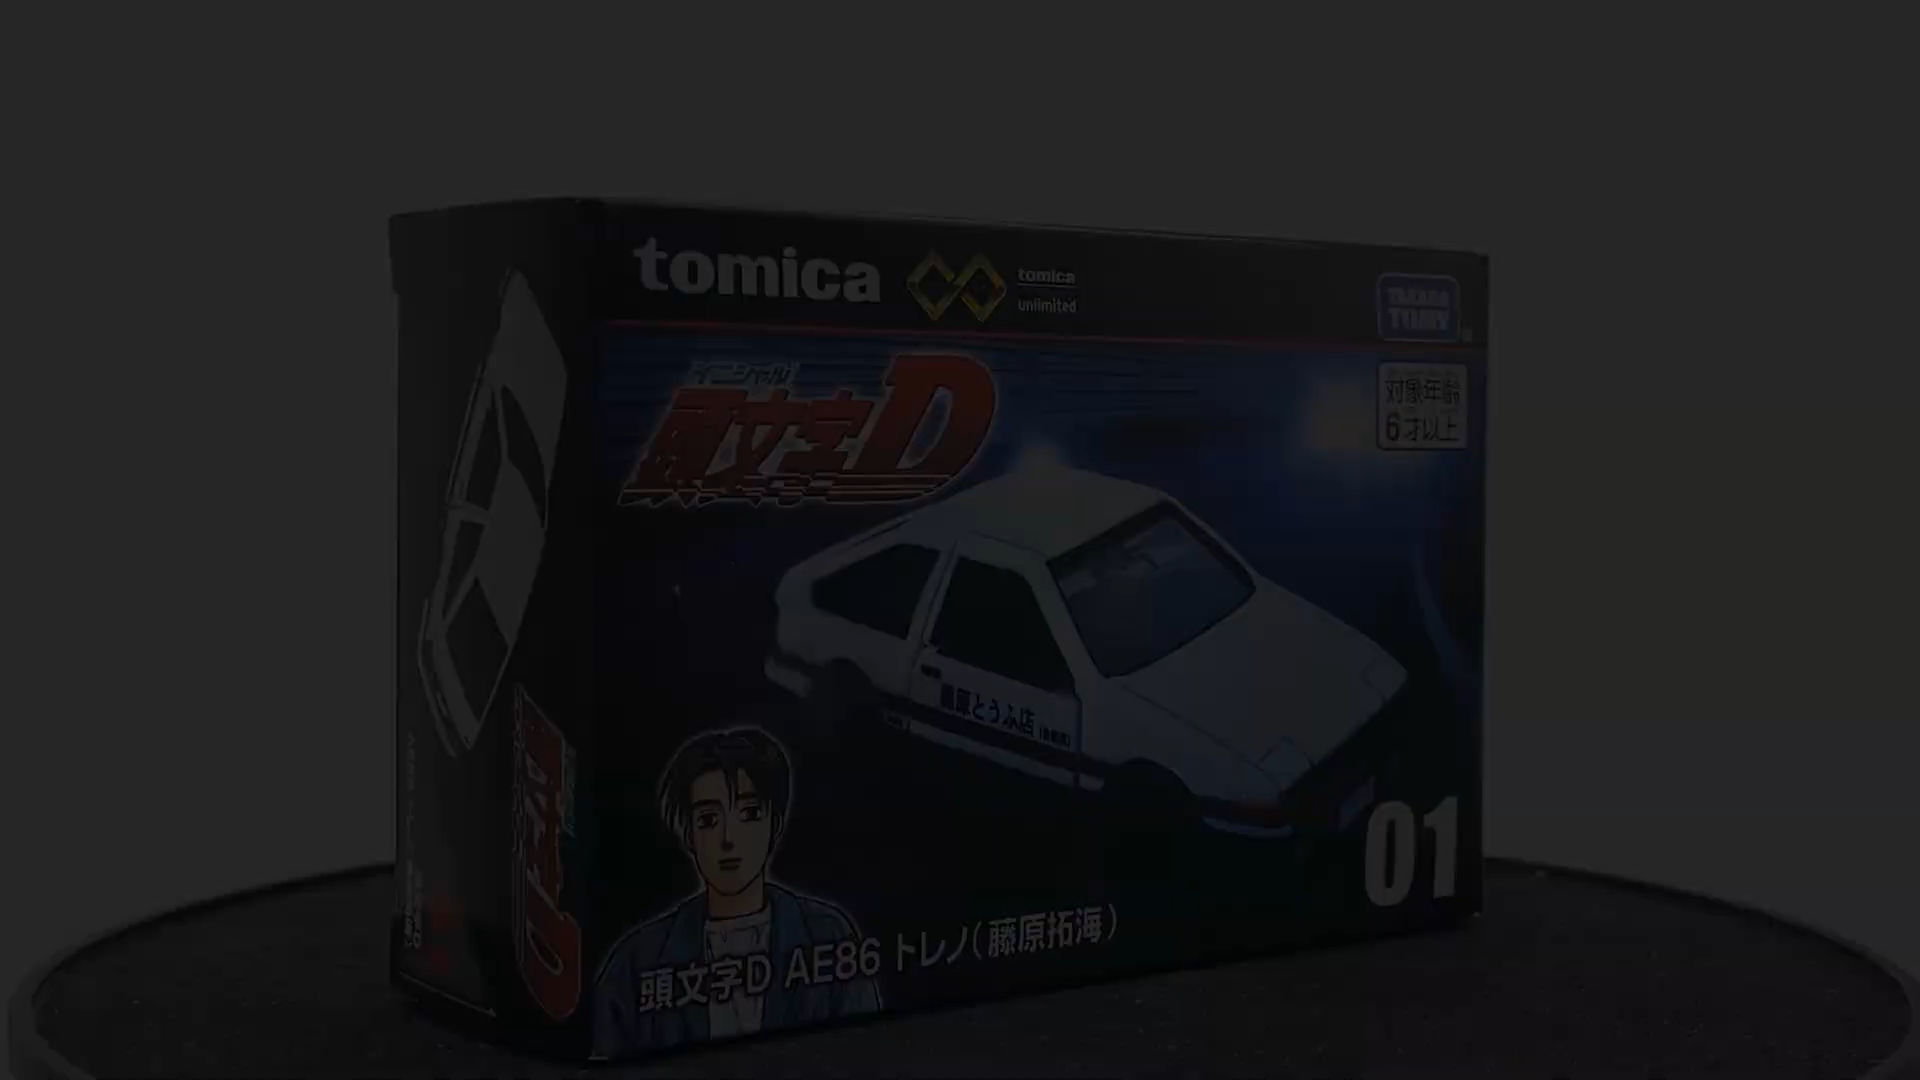 tomica
tomica
unlimited
TAKARA
TOMY
イニシャル
頭文字D
対象年齢
6才以上
藤原とうふ店
01
頭文字D AE86 トレノ(藤原拓海)